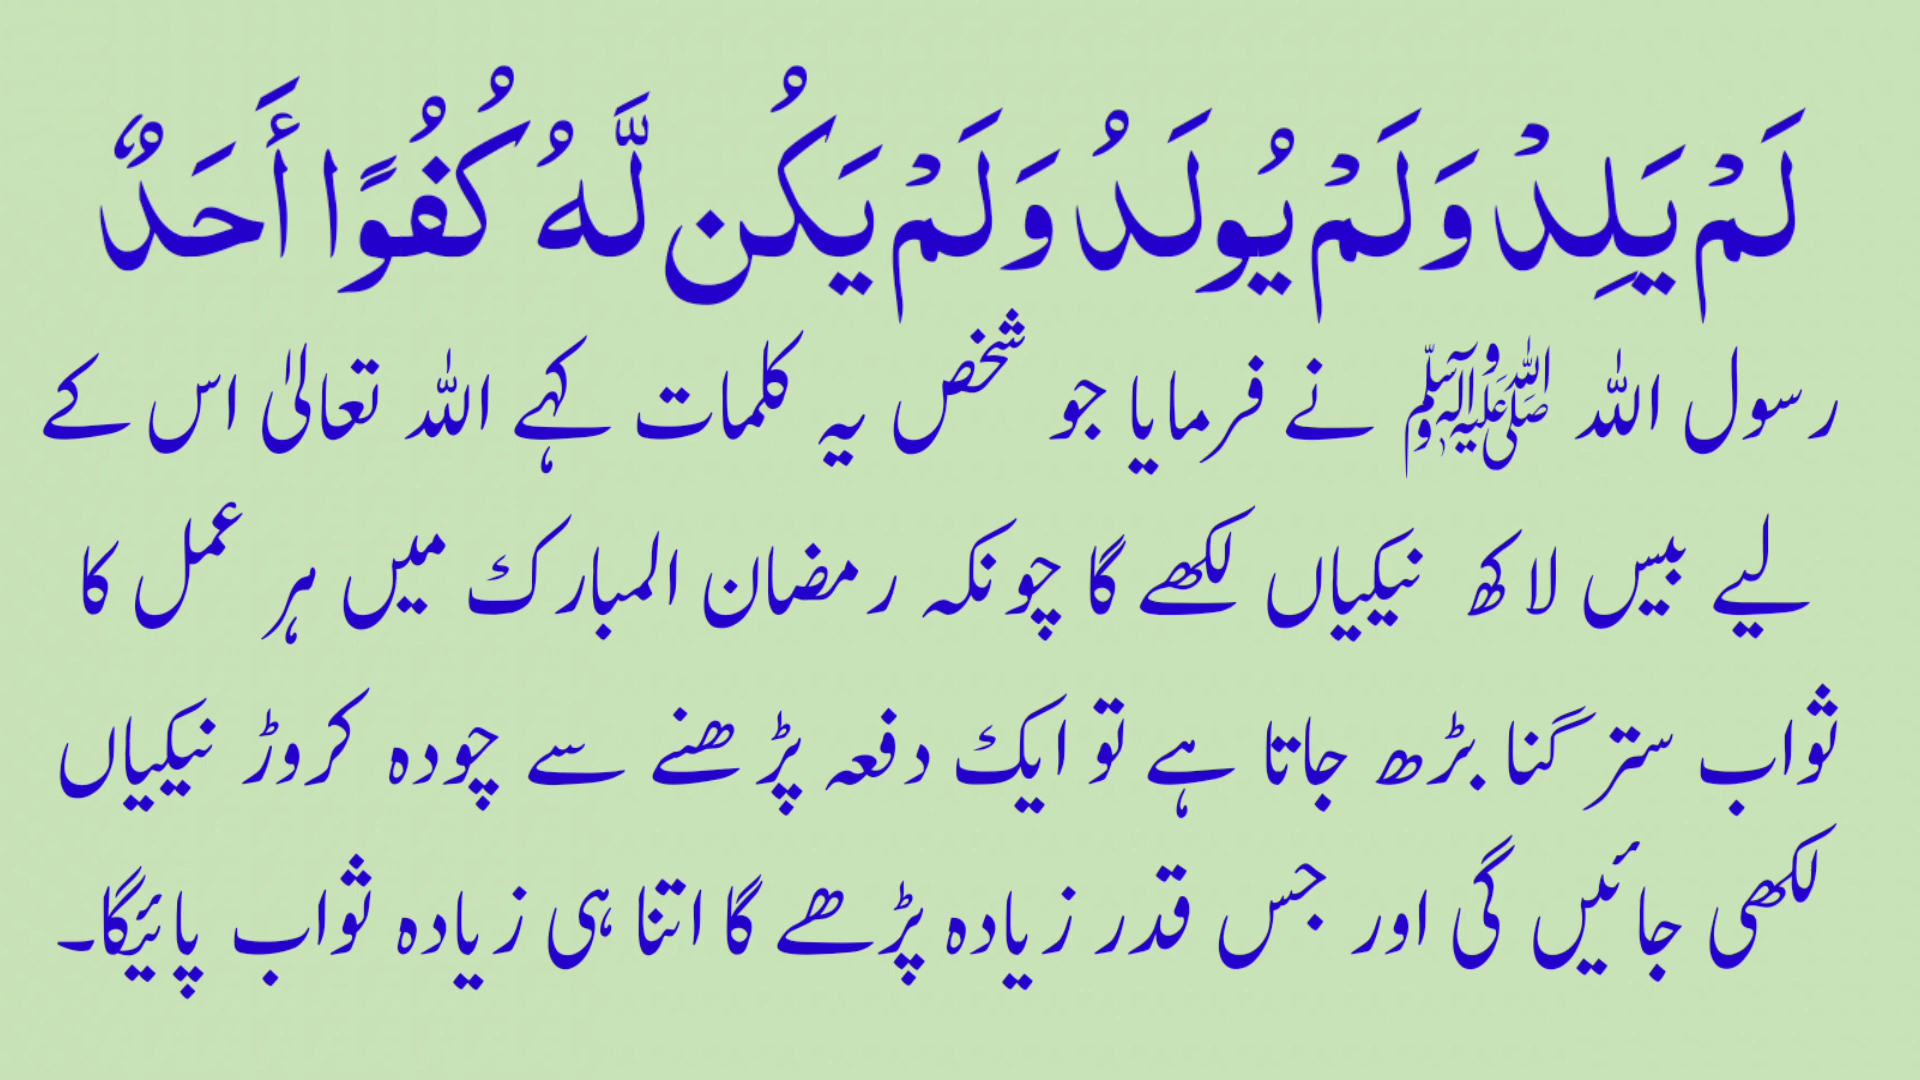 لَمْ يَلِدْ وَلَمْ يُولَدُ وَلَمْ يَكُن لَّهُ كُفُوًا أَحَدٌ
رسول اللہ ﷺ نے فرمایا جو شخص یہ کلمات کہے اللہ تعالیٰ اس کے
لیے بیس لاکھ نیکیاں لکھے گا چونکہ رمضان المبارک میں ہر عمل کا
ثواب ستر گنا بڑھ جاتا ہے تو ایک دفعہ پڑھنے سے چودہ کروڑ نیکیاں
لکھی جائیں گی اور جس قدر زیادہ پڑھے گا اتنا ہی زیادہ ثواب پائیگا۔